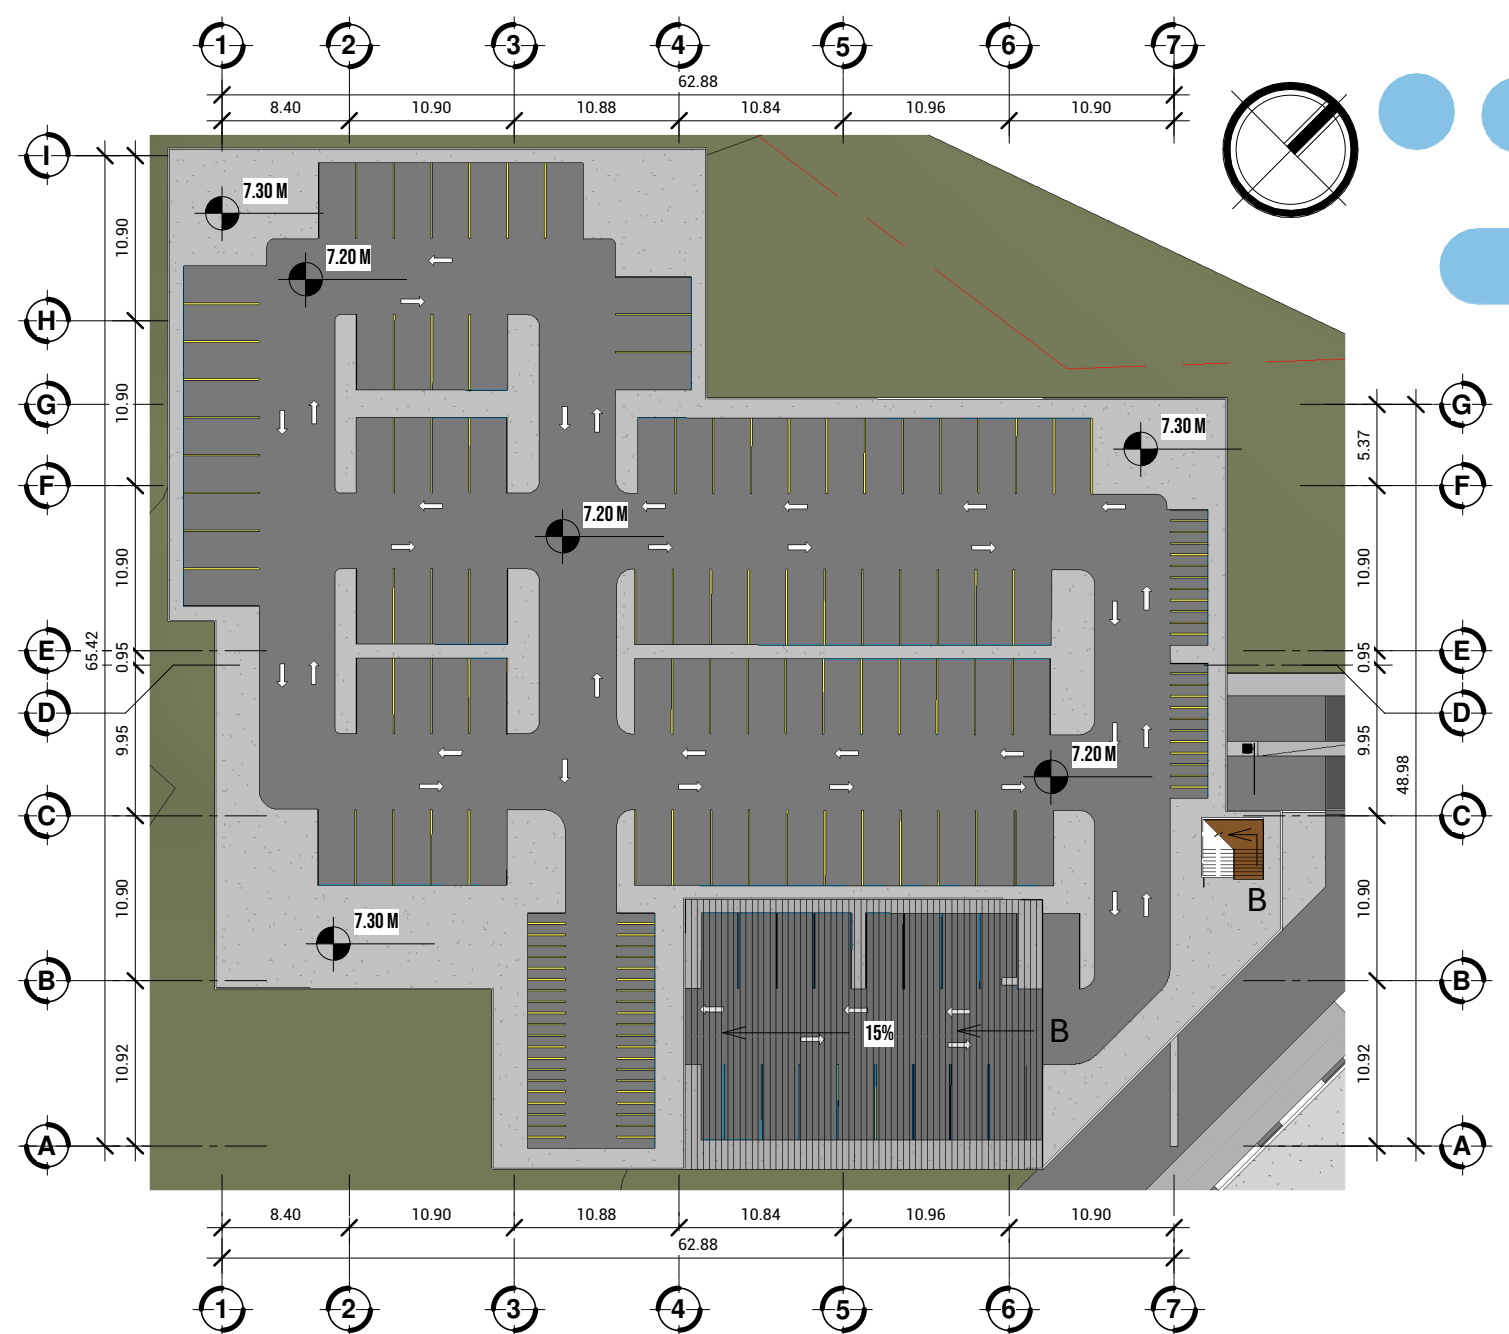 1 2 3 4 5 6 7
62.88
8.40 10.90 10.88 10.84 10.96 10.90
I
7.30 M
10.90
7.20 M
H
G G
10.90 5.37
7.30 M
F F
7.20 M
10.90 10.90
E E
65.42 0.95 0.95
D D
9.95 9.95
7.20 M
48.98
C C
10.90 10.90
B
7.30 M
B B
15% B
10.92 10.92
A A
8.40 10.90 10.88 10.84 10.96 10.90
62.88
1 2 3 4 5 6 7